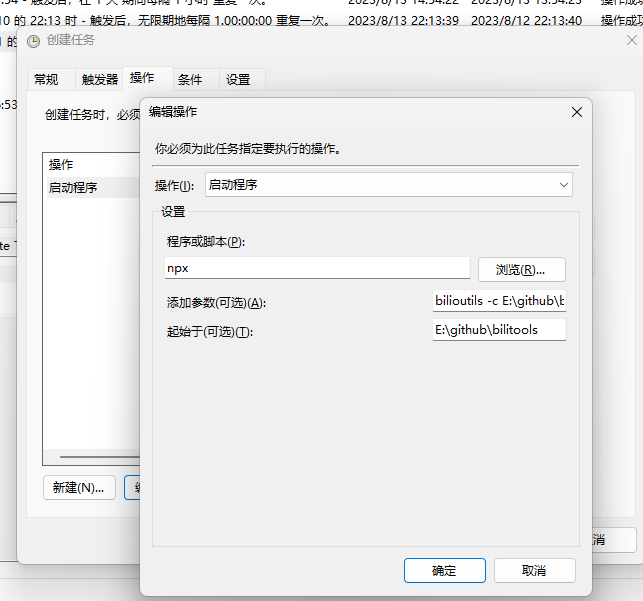 时 - 触发后，在 1 天 期间每隔 1 小时 重复一次。 2023/8/13 14:54:22 2023/8/13 13:54:23 操作成功
10 的 22:13 时 - 触发后，无限期地每隔 1.00:00:00 重复一次。 2023/8/13 22:13:39 2023/8/12 22:13:40 操作成功
创建任务
常规 触发器 操作 条件 设置
创建任务时，必须
操作
启动程序
新建(N)...
编辑操作
你必须为此任务指定要执行的操作。
操作(I): 启动程序
设置
程序或脚本(P):
npx 浏览(R)...
添加参数(可选)(A): bilioutils -c E:\github\b
起始于(可选)(T): E:\github\bilitools
确定 取消